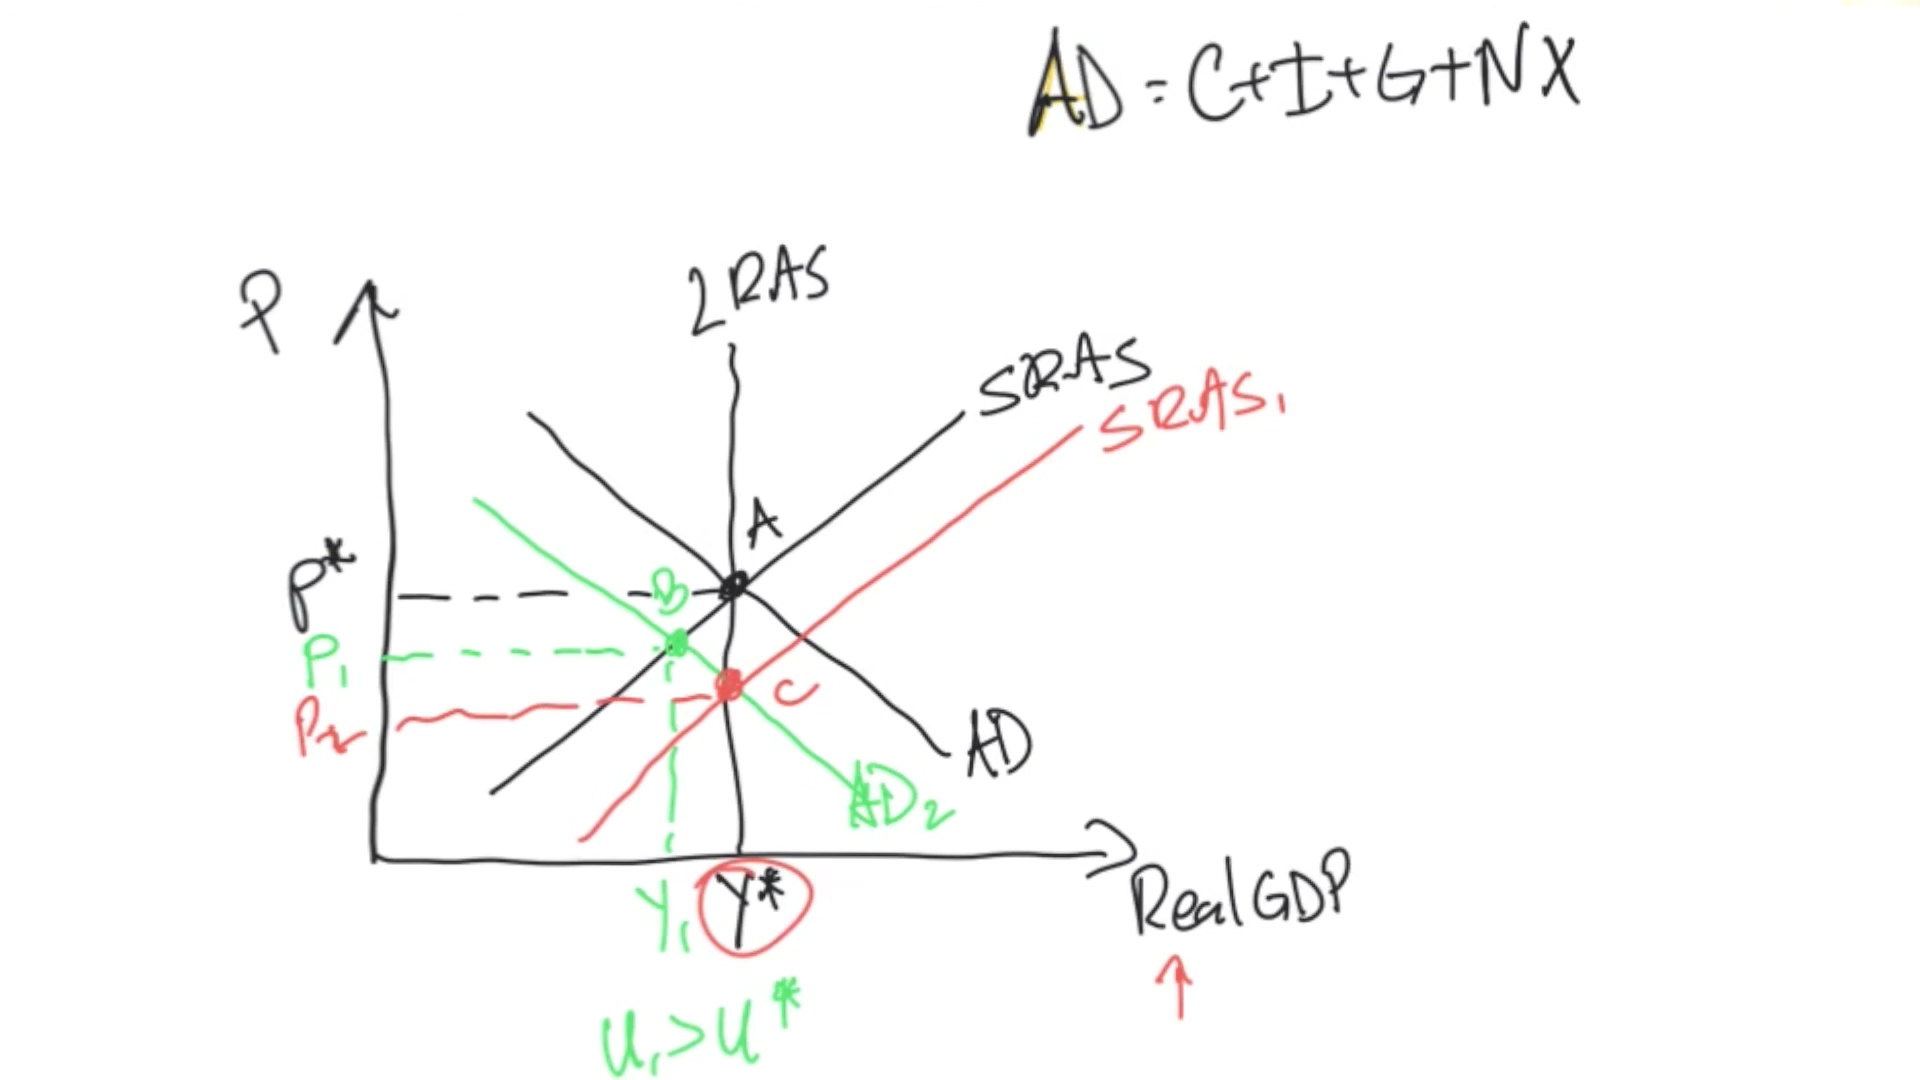 AD = C+I+G+NX
P
LRAS
SRAS
SRAS₁
A
P*
B
P₁
C
P₂
AD
AD₂
Y₁
Y*
Real GDP
↑
U₁>U*